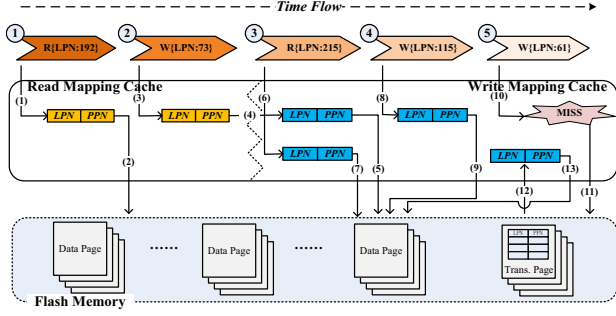 Time Flow
1 2 3 4 5
R{LPN:192} W{LPN:73} R{LPN:215} W{LPN:115} W{LPN:61}
Read Mapping Cache Write Mapping Cache
(1) (3) (6) (8) (10)
LPN PPN LPN PPN (4) LPN PPN LPN PPN MISS
LPN PPN LPN PPN
(2) (7) (5) (9) (13)
(12) (11)
LPN PPN
Data Page ...... Data Page ...... Data Page Trans. Page
Flash Memory